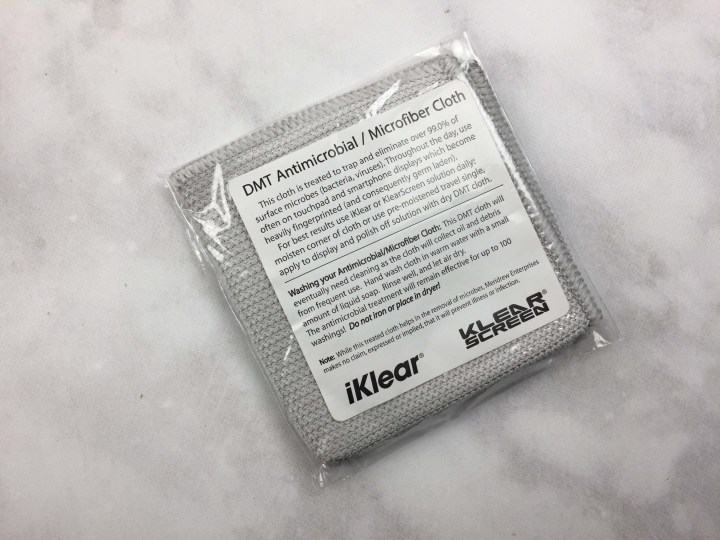 DMT Antimicrobial / Microfiber Cloth
This cloth is treated to trap and eliminate over 99.0% of
surface microbes (bacteria, viruses). Throughout the day, use
often on touchpad and smartphone displays which become
heavily fingerprinted (and consequently germ laden).
For best results use iKlear or KlearScreen solution daily:
moisten corner of cloth or use pre-moistened travel single,
apply to display and polish off solution with dry DMT cloth.
Washing your Antimicrobial/Microfiber Cloth: This DMT cloth will
eventually need cleaning as the cloth will collect oil and debris
from frequent use. Hand wash cloth in warm water with a small
amount of liquid soap. Rinse well, and let air dry.
The antimicrobial treatment will remain effective for up to 100
washings! Do not iron or place in dryer!
Note: While this treated cloth helps in the removal of microbes, Meridrew Enterprises
makes no claim, expressed or implied, that it will prevent illness or infection.
iKlear®
KLEAR
SCREEN®